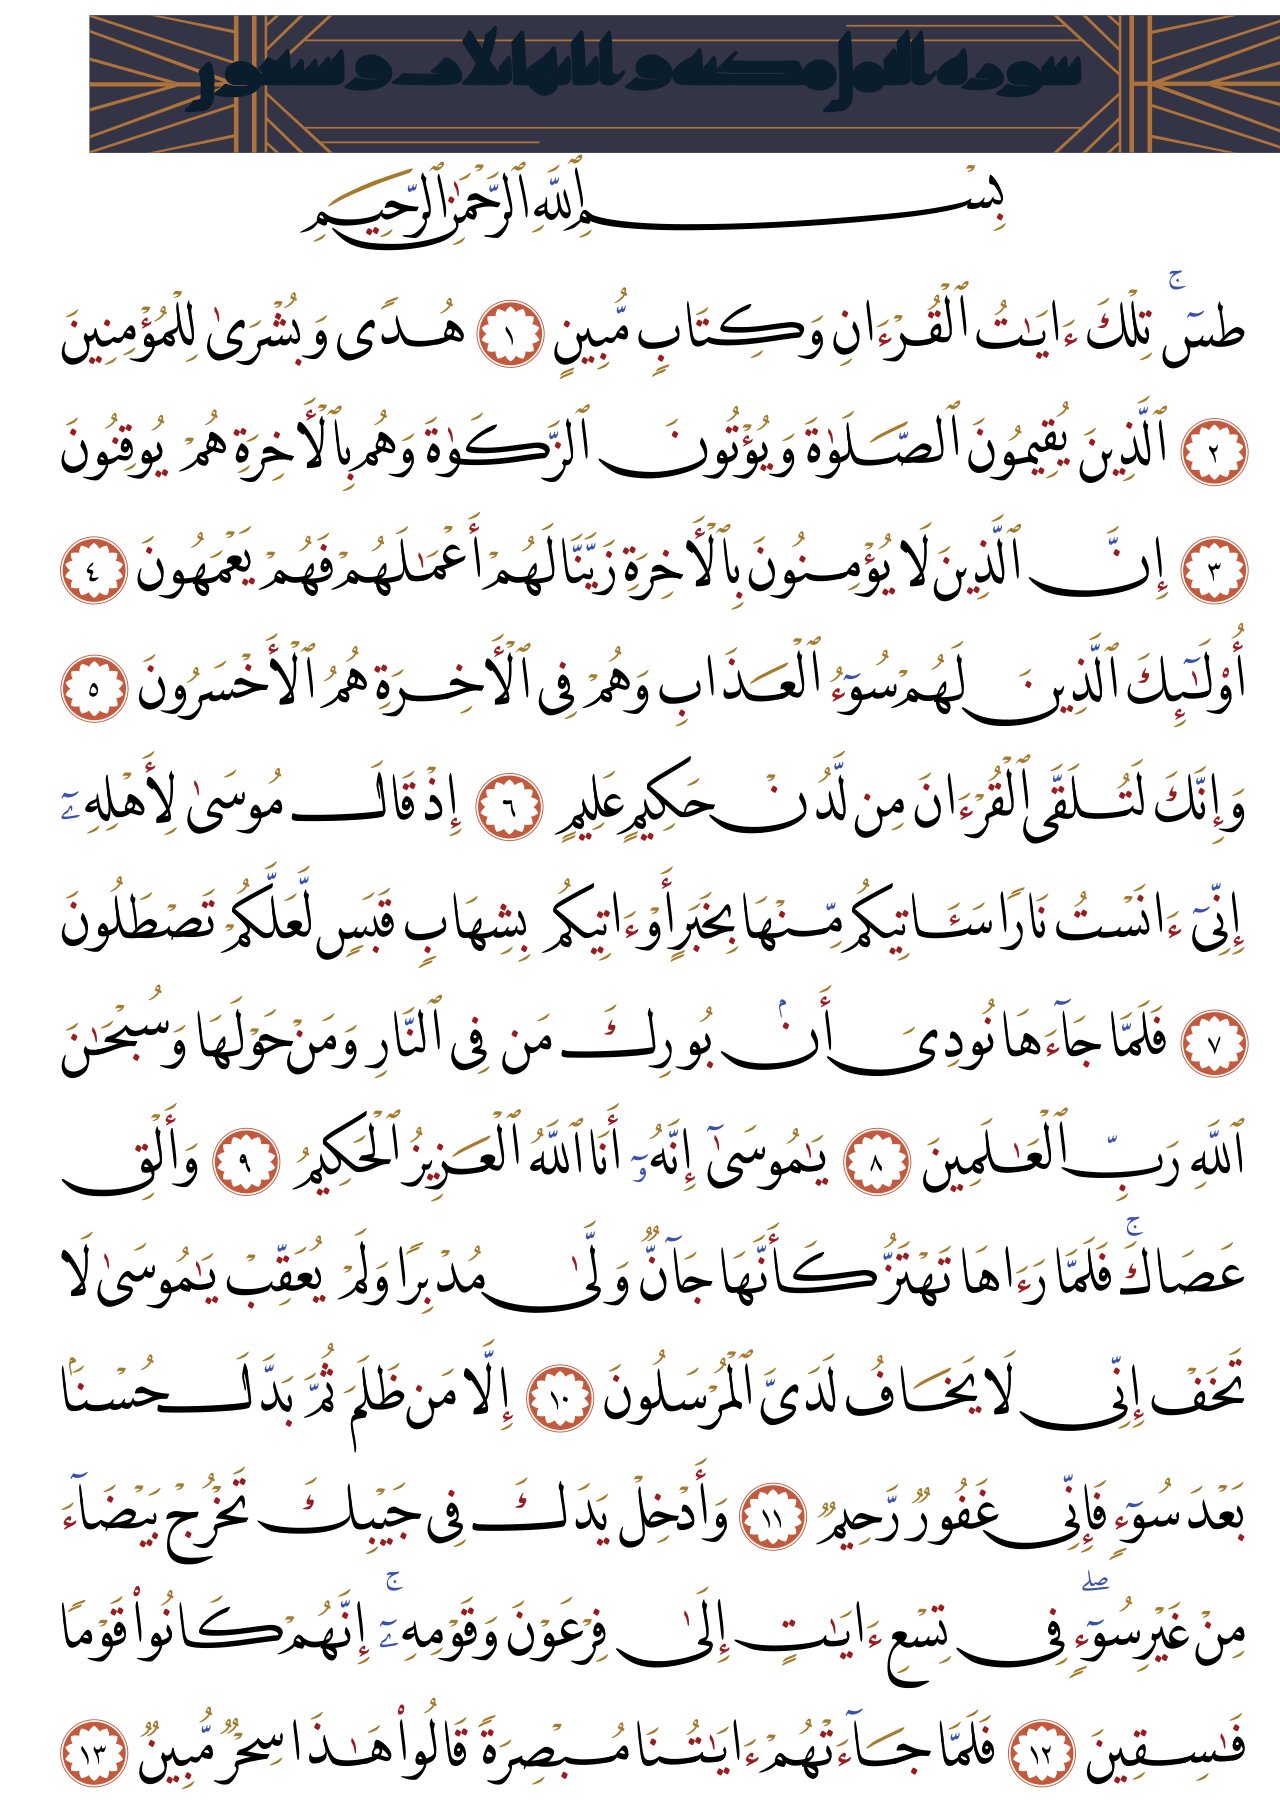 سورة النمل مكية و اياتها ثلاث و تسعون
بِسۡمِ ٱللَّهِ ٱلرَّحۡمَٰنِ ٱلرَّحِيمِ
طسٓۚ تِلۡكَ ءَايَٰتُ ٱلۡقُرۡءَانِ وَكِتَابٖ مُّبِينٍ ١ هُدٗى وَبُشۡرَىٰ لِلۡمُؤۡمِنِينَ
٢ ٱلَّذِينَ يُقِيمُونَ ٱلصَّلَوٰةَ وَيُؤۡتُونَ ٱلزَّكَوٰةَ وَهُم بِٱلۡأٓخِرَةِ هُمۡ يُوقِنُونَ
٣ إِنَّ ٱلَّذِينَ لَا يُؤۡمِنُونَ بِٱلۡأٓخِرَةِ زَيَّنَّا لَهُمۡ أَعۡمَٰلَهُمۡ فَهُمۡ يَعۡمَهُونَ ٤
أُوْلَٰٓئِكَ ٱلَّذِينَ لَهُمۡ سُوٓءُ ٱلۡعَذَابِ وَهُمۡ فِي ٱلۡأٓخِرَةِ هُمُ ٱلۡأَخۡسَرُونَ ٥
وَإِنَّكَ لَتُلَقَّى ٱلۡقُرۡءَانَ مِن لَّدُنۡ حَكِيمٍ عَلِيمٍ ٦ إِذۡ قَالَ مُوسَىٰ لِأَهۡلِهِۦٓ
إِنِّيٓ ءَانَسۡتُ نَارٗا سَـَٔاتِيكُم مِّنۡهَا بِخَبَرٍ أَوۡ ءَاتِيكُم بِشِهَابٖ قَبَسٖ لَّعَلَّكُمۡ تَصۡطَلُونَ
٧ فَلَمَّا جَآءَهَا نُودِيَ أَنۢ بُورِكَ مَن فِي ٱلنَّارِ وَمَنۡ حَوۡلَهَا وَسُبۡحَٰنَ
ٱللَّهِ رَبِّ ٱلۡعَٰلَمِينَ ٨ يَٰمُوسَىٰٓ إِنَّهُۥٓ أَنَا ٱللَّهُ ٱلۡعَزِيزُ ٱلۡحَكِيمُ ٩ وَأَلۡقِ
عَصَاكَۚ فَلَمَّا رَءَاهَا تَهۡتَزُّ كَأَنَّهَا جَآنّٞ وَلَّىٰ مُدۡبِرٗا وَلَمۡ يُعَقِّبۡ يَٰمُوسَىٰ لَا
تَخَفۡ إِنِّي لَا يَخَافُ لَدَيَّ ٱلۡمُرۡسَلُونَ ١٠ إِلَّا مَن ظَلَمَ ثُمَّ بَدَّلَ حُسۡنَۢا
بَعۡدَ سُوٓءٖ فَإِنِّي غَفُورٞ رَّحِيمٞ ١١ وَأَدۡخِلۡ يَدَكَ فِي جَيۡبِكَ تَخۡرُجۡ بَيۡضَآءَ
مِنۡ غَيۡرِ سُوٓءٖۖ فِي تِسۡعِ ءَايَٰتٍ إِلَىٰ فِرۡعَوۡنَ وَقَوۡمِهِۦٓۚ إِنَّهُمۡ كَانُواْ قَوۡمٗا
فَٰسِقِينَ ١٢ فَلَمَّا جَآءَتۡهُمۡ ءَايَٰتُنَا مُبۡصِرَةٗ قَالُواْ هَٰذَا سِحۡرٞ مُّبِينٞ ١٣